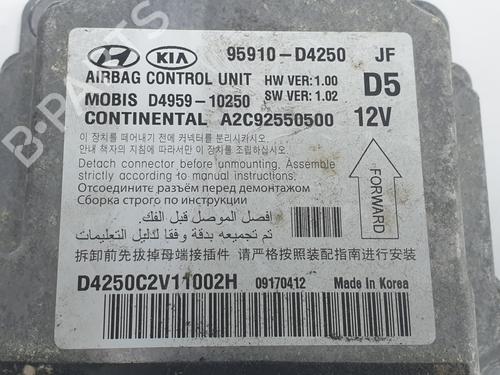 KIA 95910-D4250 JF
AIRBAG CONTROL UNIT HW VER:1.00 D5
MOBIS D4959-10250 SW VER:1.02
CONTINENTAL A2C92550500 12V
이 장치를 떼어내기 전에 커넥터를 분리시키시오.
안내 책자의 지침에 따라서만 이 장치를 조립하십시오.
Detach connector before unmounting, Assemble
strictly according to manual instructions.
Отсоедините разъём перед демонтажом
Сборка строго по инструкции.
افصل الموصل قبل الفك.
تم تجميعه بدقة وفقا لدليل التعليمات
拆卸前先拔掉母端接插件 请严格按照装配指南进行安装
FORWARD
D4250C2V11002H 09170412 Made In Korea